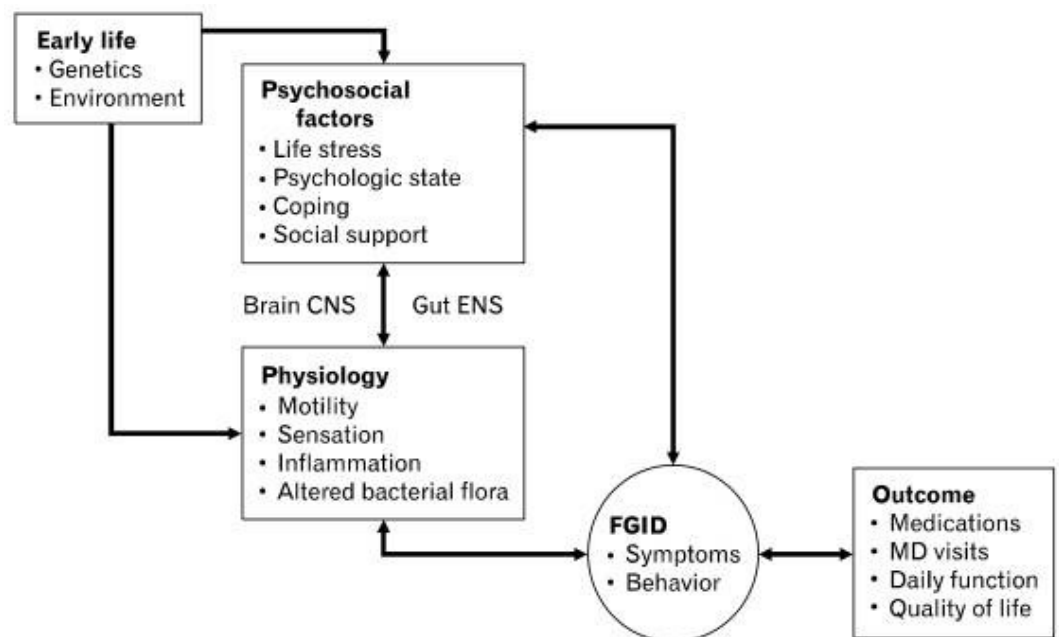 Early life
• Genetics
• Environment
Psychosocial
factors
• Life stress
• Psychologic state
• Coping
• Social support
Brain CNS
Gut ENS
Physiology
• Motility
• Sensation
• Inflammation
• Altered bacterial flora
FGID
• Symptoms
• Behavior
Outcome
• Medications
• MD visits
• Daily function
• Quality of life